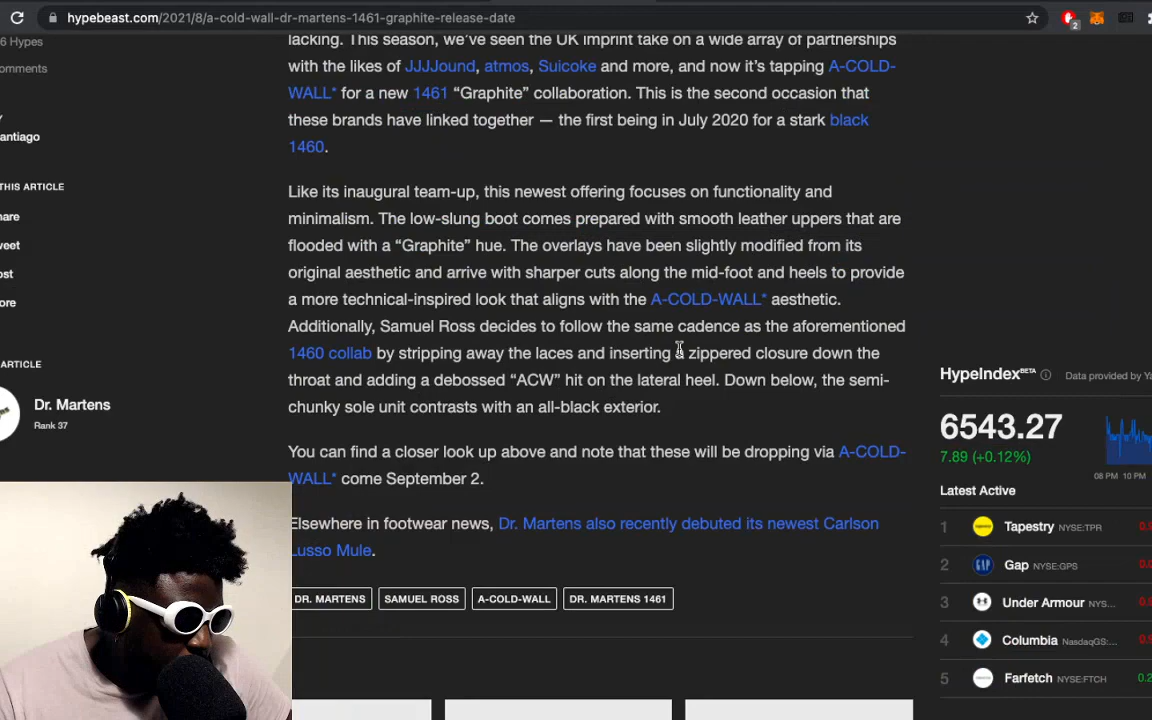 hypebeast.com/2021/8/a-cold-wall-dr-martens-1461-graphite-release-date
2
6 Hypes
omments
antiago
THIS ARTICLE
hare
weet
ost
ore
ARTICLE
Dr. Martens
Rank 37
lacking. This season, we’ve seen the UK imprint take on a wide array of partnerships
with the likes of JJJJound, atmos, Suicoke and more, and now it’s tapping A-COLD-
WALL* for a new 1461 “Graphite” collaboration. This is the second occasion that
these brands have linked together — the first being in July 2020 for a stark black
1460.
Like its inaugural team-up, this newest offering focuses on functionality and
minimalism. The low-slung boot comes prepared with smooth leather uppers that are
flooded with a “Graphite” hue. The overlays have been slightly modified from its
original aesthetic and arrive with sharper cuts along the mid-foot and heels to provide
a more technical-inspired look that aligns with the A-COLD-WALL* aesthetic.
Additionally, Samuel Ross decides to follow the same cadence as the aforementioned
1460 collab by stripping away the laces and inserting a zippered closure down the
throat and adding a debossed “ACW” hit on the lateral heel. Down below, the semi-
chunky sole unit contrasts with an all-black exterior.
You can find a closer look up above and note that these will be dropping via A-COLD-
WALL* come September 2.
Elsewhere in footwear news, Dr. Martens also recently debuted its newest Carlson
Lusso Mule.
DR. MARTENS
SAMUEL ROSS
A-COLD-WALL
DR. MARTENS 1461
HypeIndex BETA
Data provided by Ya
6543.27
7.89 (+0.12%)
08 PM 10 PM
Latest Active
1 Tapestry NYSE:TPR
2 GAP Gap NYSE:GPS
3 Under Armour NYS...
4 Columbia NasdaqGS:...
5 Farfetch NYSE:FTCH